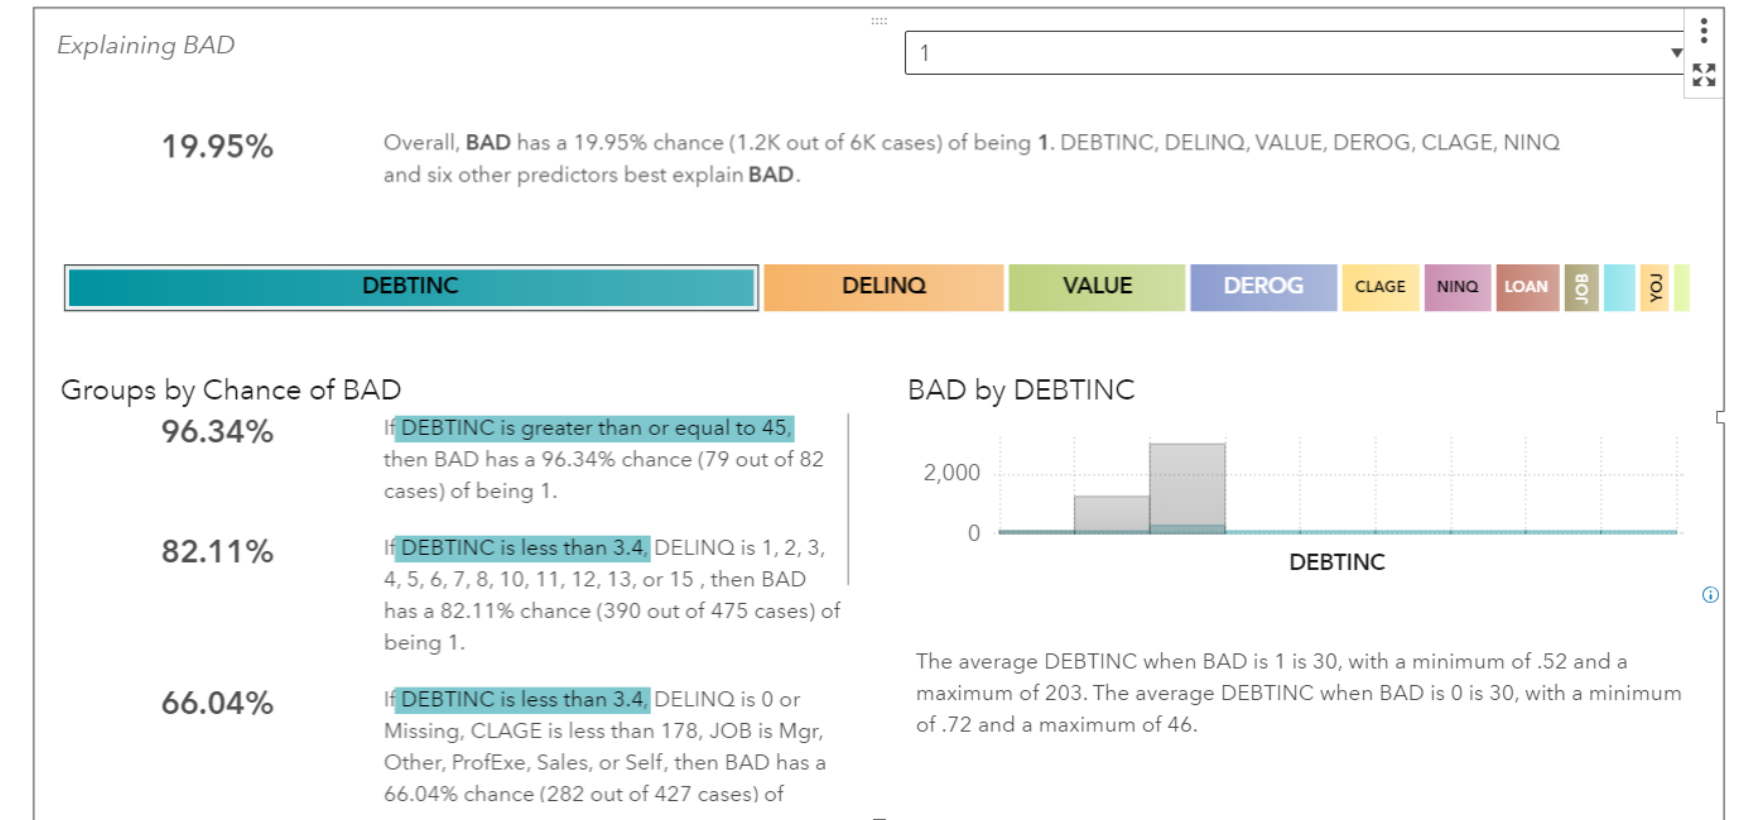 Explaining BAD
1
19.95%
Overall, BAD has a 19.95% chance (1.2K out of 6K cases) of being 1. DEBTINC, DELINQ, VALUE, DEROG, CLAGE, NINQ
and six other predictors best explain BAD.
DEBTINC
DELINQ
VALUE
DEROG
CLAGE
NINQ
LOAN
JOB
YOJ
Groups by Chance of BAD
96.34%
If DEBTINC is greater than or equal to 45,
then BAD has a 96.34% chance (79 out of 82
cases) of being 1.
82.11%
If DEBTINC is less than 3.4, DELINQ is 1, 2, 3,
4, 5, 6, 7, 8, 10, 11, 12, 13, or 15 , then BAD
has a 82.11% chance (390 out of 475 cases) of
being 1.
66.04%
If DEBTINC is less than 3.4, DELINQ is 0 or
Missing, CLAGE is less than 178, JOB is Mgr,
Other, ProfExe, Sales, or Self, then BAD has a
66.04% chance (282 out of 427 cases) of
BAD by DEBTINC
2,000
0
DEBTINC
The average DEBTINC when BAD is 1 is 30, with a minimum of .52 and a
maximum of 203. The average DEBTINC when BAD is 0 is 30, with a minimum
of .72 and a maximum of 46.